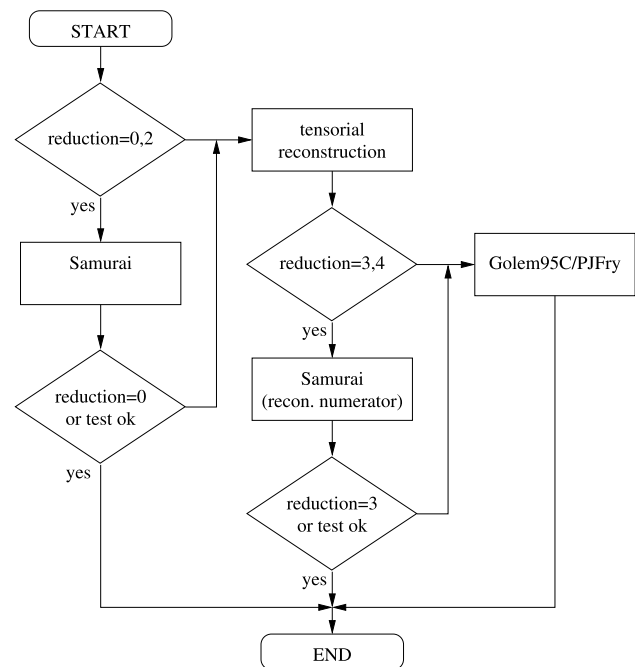 START
reduction=0,2
yes
Samurai
reduction=0
or test ok
yes
tensorial
reconstruction
reduction=3,4
yes
Samurai
(recon. numerator)
reduction=3
or test ok
yes
Golem95C/PJFry
END